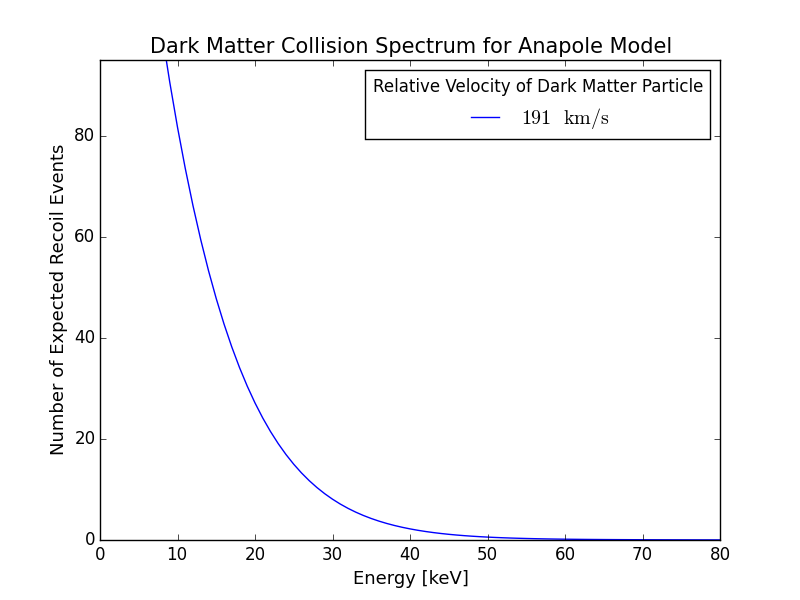 Dark Matter Collision Spectrum for Anapole Model
Relative Velocity of Dark Matter Particle
191 km/s
Number of Expected Recoil Events
80
60
40
20
0
0 10 20 30 40 50 60 70 80
Energy [keV]